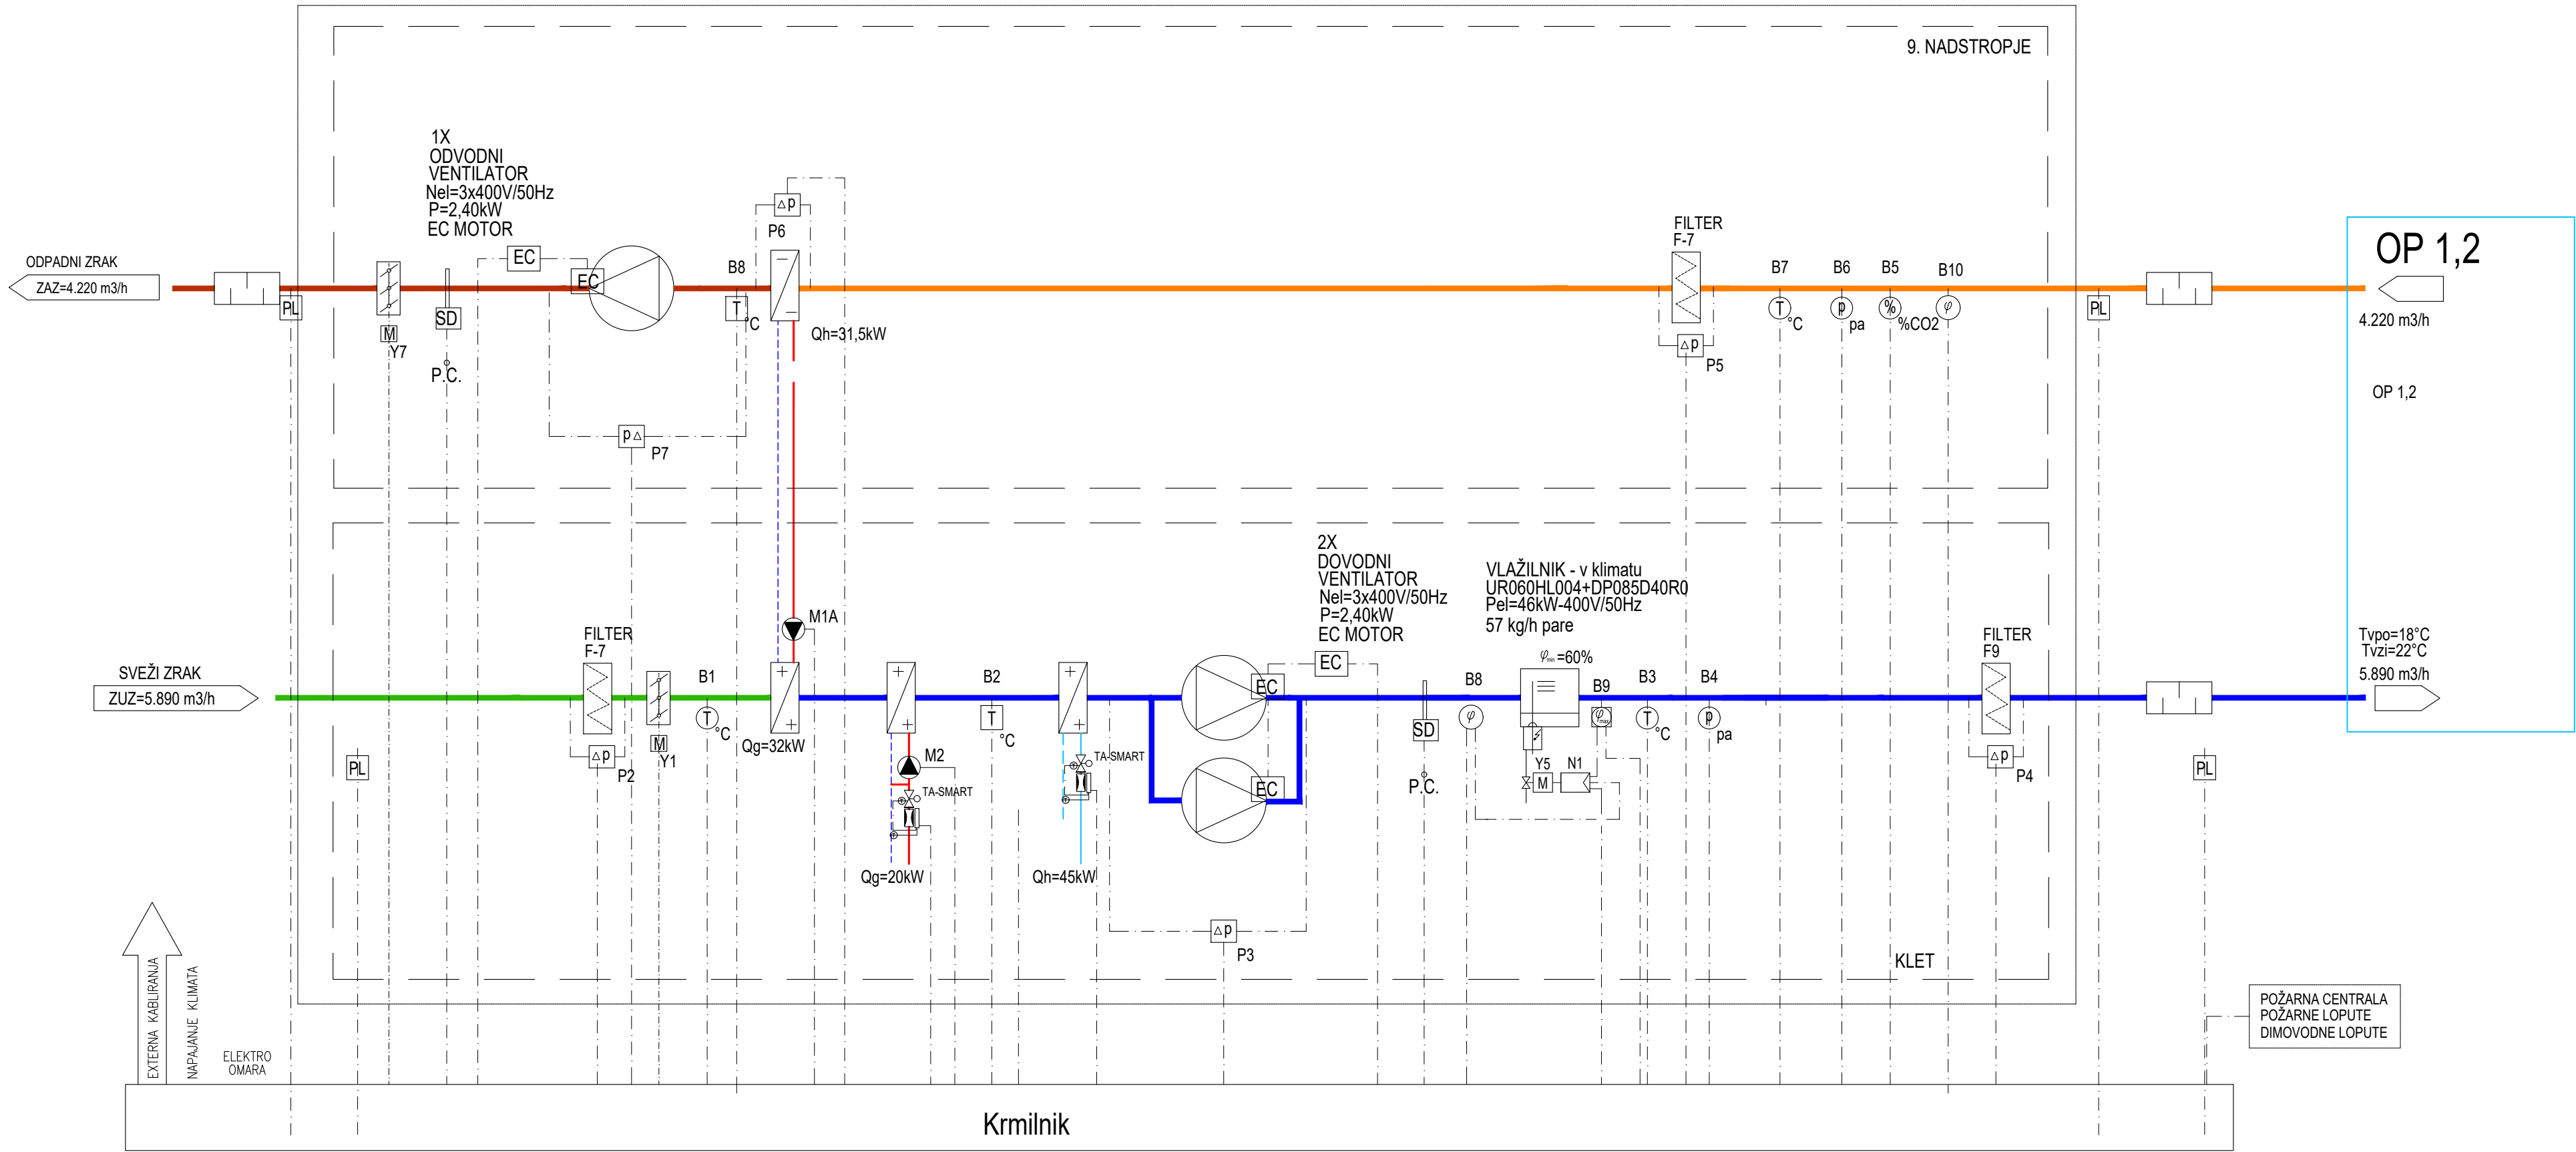 9. NADSTROPJE
1X
ODVODNI
VENTILATOR
Nel=3x400V/50Hz
P=2,40kW
EC MOTOR
EC
EC
ODPADNI ZRAK
ZAZ=4.220 m3/h
PL
M
Y7
SD
P.C.
B8
T
°C
△p
P6
Qh=31,5kW
p△
P7
FILTER
F-7
△p
P5
B7
T
°C
B6
p
pa
B5
%
%CO2
B10
φ
PL
OP 1,2
4.220 m3/h
OP 1,2
SVEŽI ZRAK
ZUZ=5.890 m3/h
PL
FILTER
F-7
△p
P2
M
Y1
B1
T
°C
M1A
Qg=32kW
M2
TA-SMART
Qg=20kW
B2
T
°C
TA-SMART
Qh=45kW
2X
DOVODNI
VENTILATOR
Nel=3x400V/50Hz
P=2,40kW
EC MOTOR
EC
EC
EC
△p
P3
SD
P.C.
B8
φ
VLAŽILNIK - v klimatu
UR060HL004+DP085D40R0
Pel=46kW-400V/50Hz
57 kg/h pare
φmin=60%
Y5
M
N1
B9
φmax
B3
T
°C
B4
p
pa
FILTER
F9
△p
P4
Tvpo=18°C
Tvzi=22°C
5.890 m3/h
PL
KLET
POŽARNA CENTRALA
POŽARNE LOPUTE
DIMOVODNE LOPUTE
EXTERNA KABLIRANJA
NAPAJANJE KLIMATA
ELEKTRO
OMARA
Krmilnik